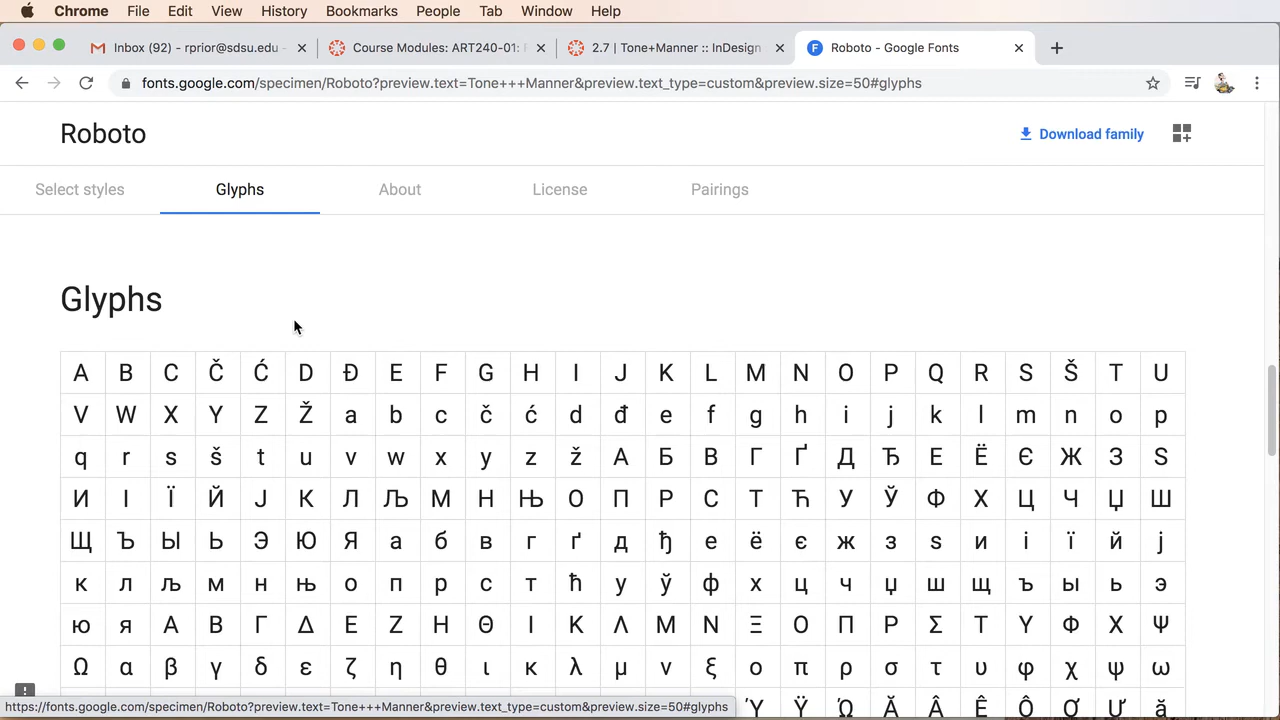 Chrome File Edit View History Bookmarks People Tab Window Help
Inbox (92) - rprior@sdsu.edu - Course Modules: ART240-01: 2.7 | Tone+Manner :: InDesign Roboto - Google Fonts
fonts.google.com/specimen/Roboto?preview.text=Tone+++Manner&preview.text_type=custom&preview.size=50#glyphs
Roboto Download family
Select styles Glyphs About License Pairings
Glyphs
A B C Č Ć D Đ E F G H I J K L M N O P Q R S Š T U
V W X Y Z Ž a b c č ć d đ e f g h i j k l m n o p
q r s š t u v w x y z ž А Б В Г Ґ Д Ђ Е Ё Є Ж З Ѕ
И І Ї Й Ј К Л Љ М Н Њ О П Р С Т Ћ У Ў Ф Х Ц Ч Џ Ш
Щ Ъ Ы Ь Э Ю Я а б в г ґ д ђ е ё є ж з ѕ и і ї й ј
к л љ м н њ о п р с т ћ у ў ф х ц ч џ ш щ ъ ы ь э
ю я Α Β Γ Δ Ε Ζ Η Θ Ι Κ Λ Μ Ν Ξ Ο Π Ρ Σ Τ Υ Φ Χ Ψ
Ω α β γ δ ε ζ η θ ι κ λ μ ν ξ ο π ρ σ τ υ φ χ ψ ω
Ύ Ϋ Ώ Ă Â Ê Ô Ơ Ư ă
https://fonts.google.com/specimen/Roboto?preview.text=Tone+++Manner&preview.text_type=custom&preview.size=50#glyphs